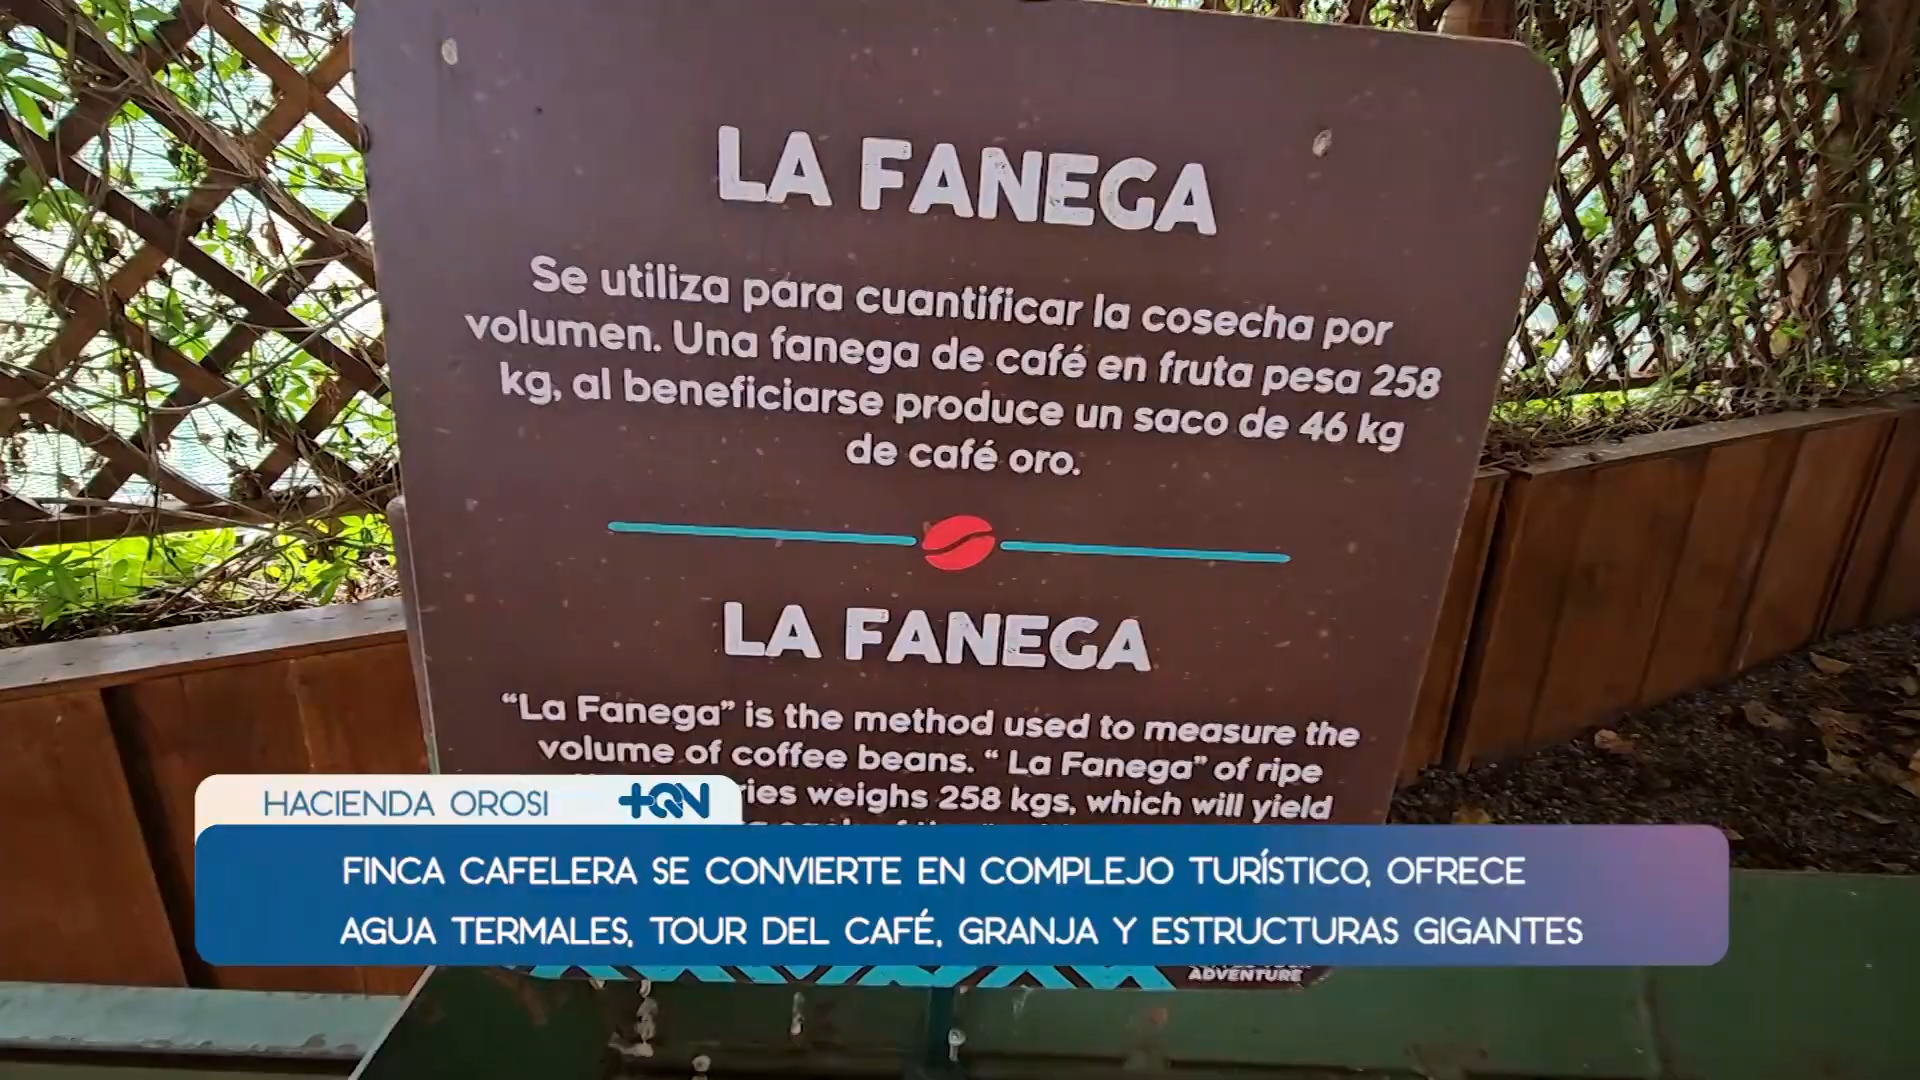 LA FANEGA
Se utiliza para cuantificar la cosecha por
volumen. Una fanega de café en fruta pesa 258
kg, al beneficiarse produce un saco de 46 kg
de café oro.
LA FANEGA
“La Fanega” is the method used to measure the
volume of coffee beans. “ La Fanega” of ripe
weighs 258 kgs, which will yield
HACIENDA OROSI +QN
FINCA CAFELERA SE CONVIERTE EN COMPLEJO TURÍSTICO, OFRECE
AGUA TERMALES, TOUR DEL CAFÉ, GRANJA Y ESTRUCTURAS GIGANTES
ADVENTURE